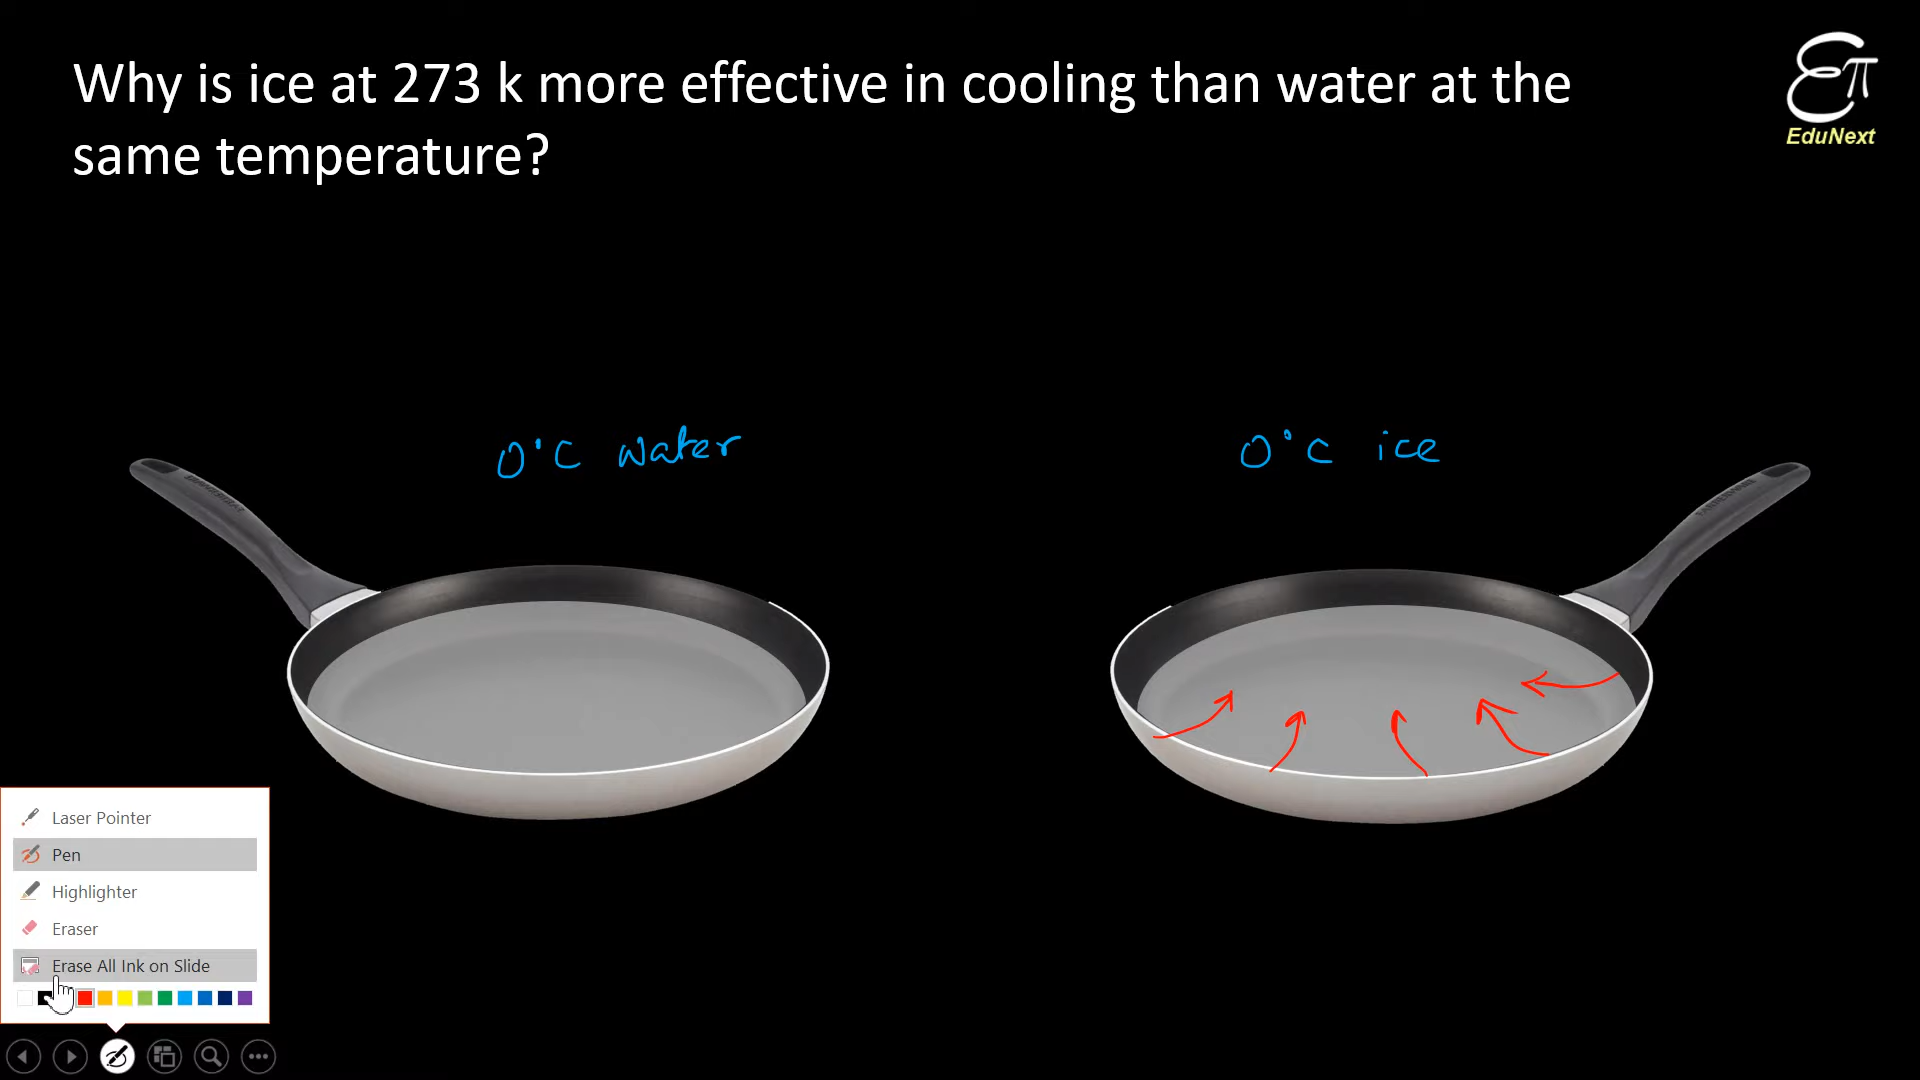 Why is ice at 273 k more effective in cooling than water at the
same temperature?
επ
EduNext
0°C water
0°C ice
Laser Pointer
Pen
Highlighter
Eraser
Erase All Ink on Slide